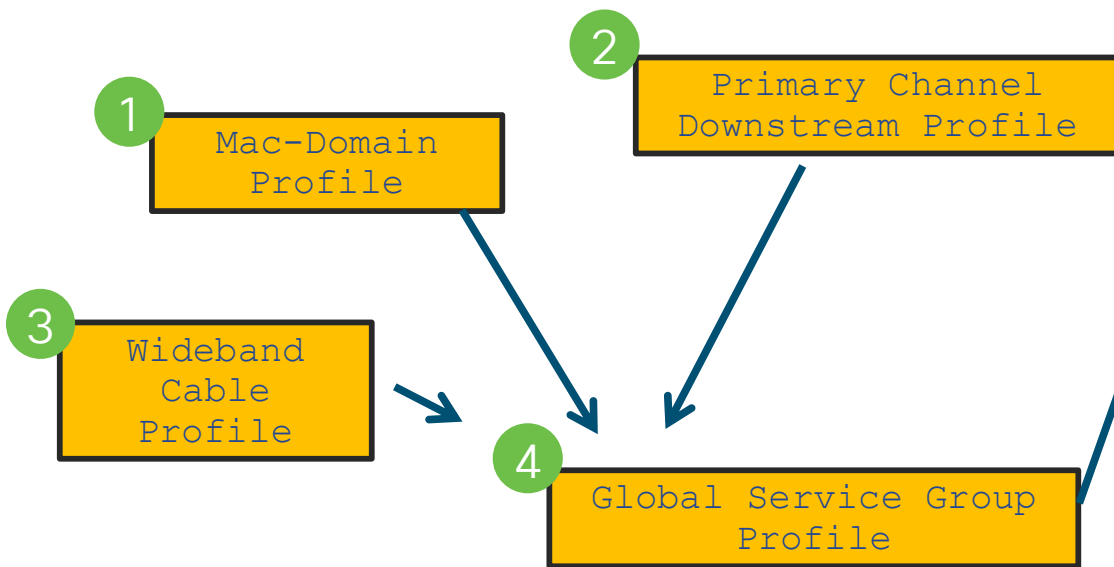 1
Mac-Domain
Profile
2
Primary Channel
Downstream Profile
3
Wideband
Cable
Profile
4
Global Service Group
Profile